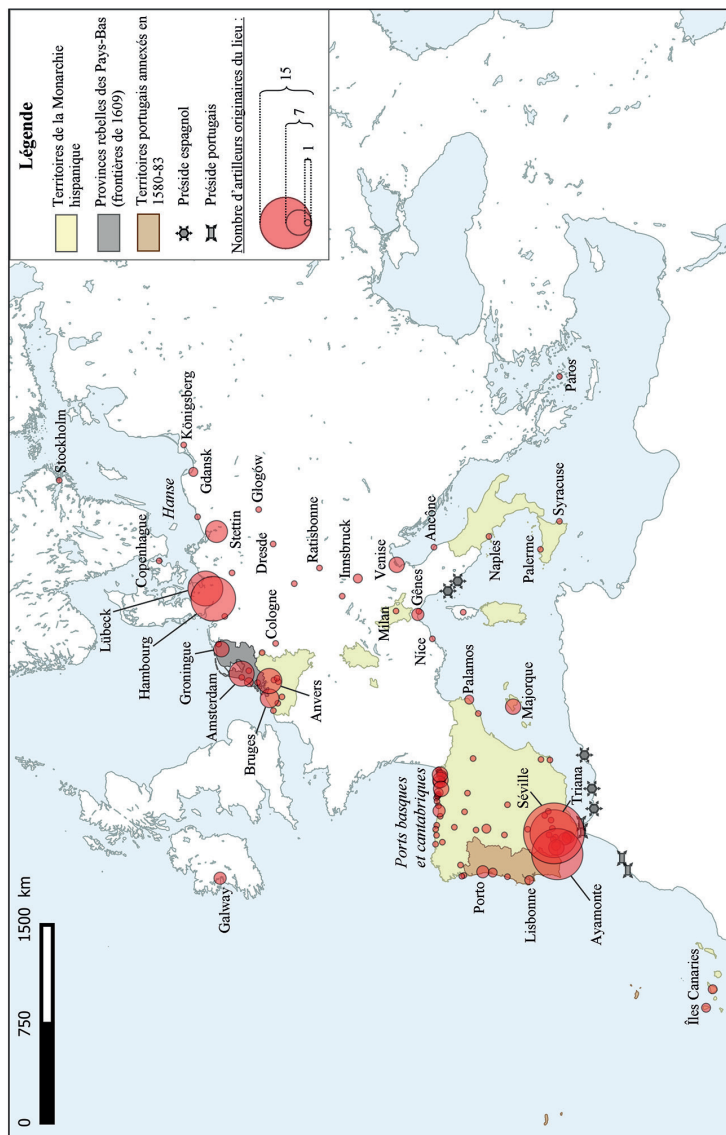 Légende
Territoires de la Monarchie
hispanique
Provinces rebelles des Pays-Bas
(frontières de 1609)
Territoires portugais annexés en
1580-83
Préside espagnol
Préside portugais
Nombre d'artilleurs originaires du lieu :
15
7
1
0
750
1500 km
Stockholm
Copenhague
Königsberg
Hanse
Gdansk
Lübeck
Hambourg
Stettin
Glogów
Groningue
Dresde
Amsterdam
Cologne
Ratisbonne
Bruges
Anvers
Innsbruck
Galway
Venise
Milan
Gênes
Ancône
Nice
Ports basques
et cantabriques
Palamos
Naples
Majorque
Palerme
Syracuse
Paros
Porto
Lisbonne
Séville
Triana
Ayamonte
Îles Canaries